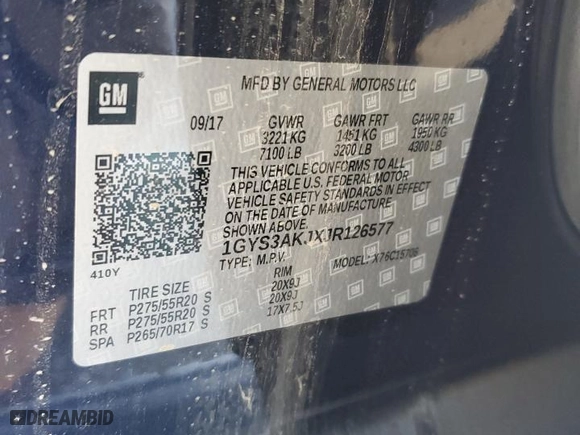 GM
MFD BY GENERAL MOTORS LLC
09/17 GVWR GAWR FRT GAWR RR
3221 KG 1451 KG 1950 KG
7100 LB 3200 LB 4300 LB
THIS VEHICLE CONFORMS TO ALL
APPLICABLE U.S. FEDERAL MOTOR
VEHICLE SAFETY STANDARDS IN EFFECT
ON THE DATE OF MANUFACTURE
SHOWN ABOVE.
1GYS3AKJXJR126577
410Y
TYPE: M.P.V. MODEL: X76C15706
TIRE SIZE RIM
FRT P275/55R20 S 20X9J
RR P275/55R20 S 20X9J
SPA P265/70R17 S 17X7.5J
DREAMBID